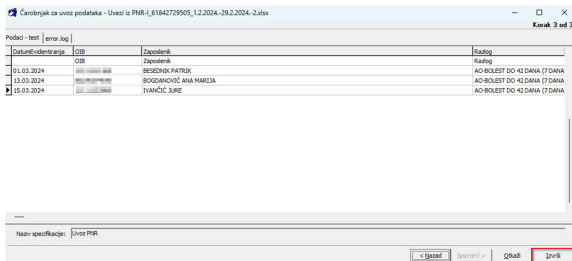 Čarobnjak za uvoz podataka - Uvezi iz PNR-I_61842729505_1.2.2024.-29.2.2024.-2.xlsx
Korak 3 od 3
Podaci - test error.log
DatumEvidentiranja OIB Zaposlenik Razlog
OIB Zaposlenik Razlog
01.03.2024 BESEDNIK PATRIK AO-BOLEST DO 42 DANA (7 DANA
13.03.2024 BOGDANOVIĆ ANA MARIJA AO-BOLEST DO 42 DANA (7 DANA
15.03.2024 IVANČIĆ JURE AO-BOLEST DO 42 DANA (7 DANA
Naziv specifikacije: Uvoz PNR
< Nazad Naprijed > Otkaži Izvrši